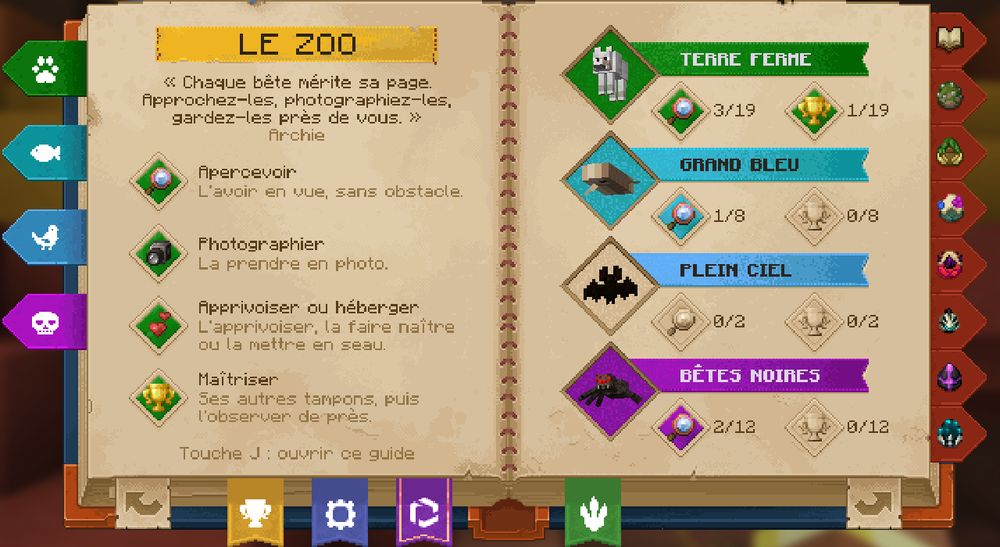 LE ZOO
« Chaque bête mérite sa page.
Approchez-les, photographiez-les,
gardez-les près de vous. »
Archie
Apercevoir
L'avoir en vue, sans obstacle.
Photographier
La prendre en photo.
Apprivoiser ou héberger
L'apprivoiser, la faire naître
ou la mettre en seau.
Maîtriser
Ses autres tampons, puis
l'observer de près.
Touche J : ouvrir ce guide
TERRE FERME
3/19 1/19
GRAND BLEU
1/8 0/8
PLEIN CIEL
0/2 0/2
BÊTES NOIRES
2/12 0/12